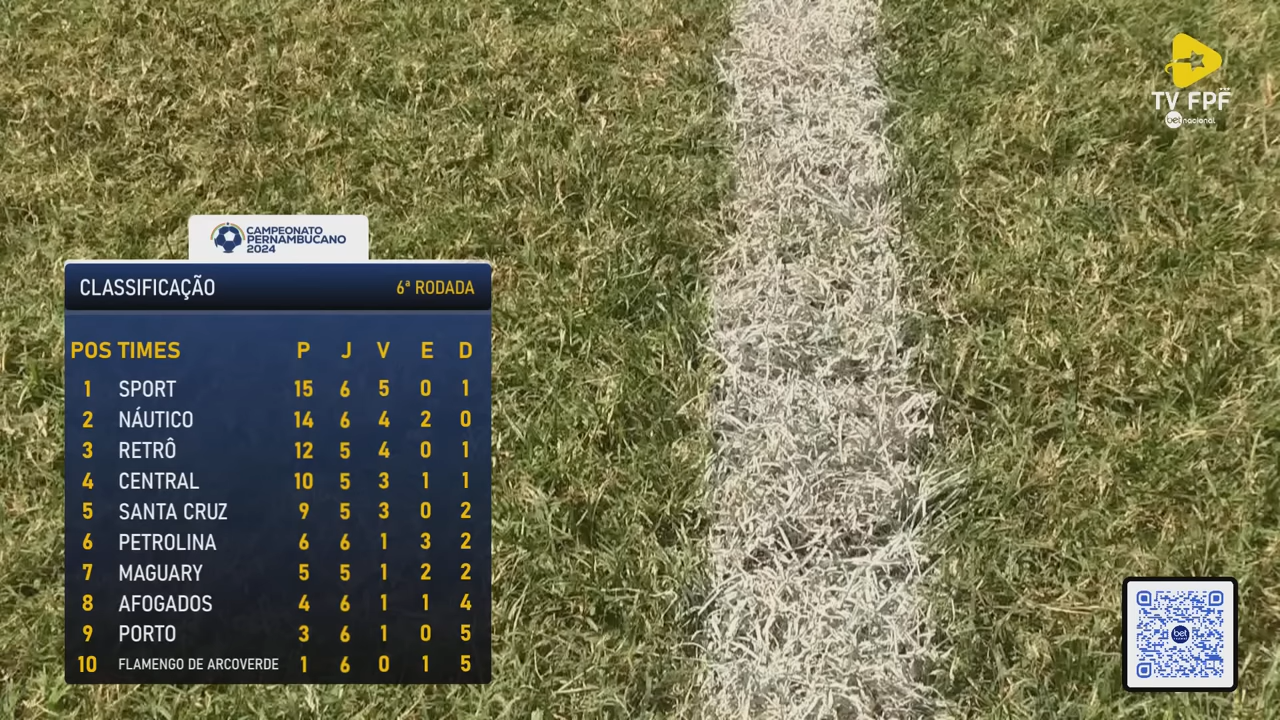 TV FPF
bet nacional
CAMPEONATO
PERNAMBUCANO
2024
CLASSIFICAÇÃO 6ª RODADA
POS TIMES P J V E D
1 SPORT 15 6 5 0 1
2 NÁUTICO 14 6 4 2 0
3 RETRÔ 12 5 4 0 1
4 CENTRAL 10 5 3 1 1
5 SANTA CRUZ 9 5 3 0 2
6 PETROLINA 6 6 1 3 2
7 MAGUARY 5 5 1 2 2
8 AFOGADOS 4 6 1 1 4
9 PORTO 3 6 1 0 5
10 FLAMENGO DE ARCOVERDE 1 6 0 1 5
bet